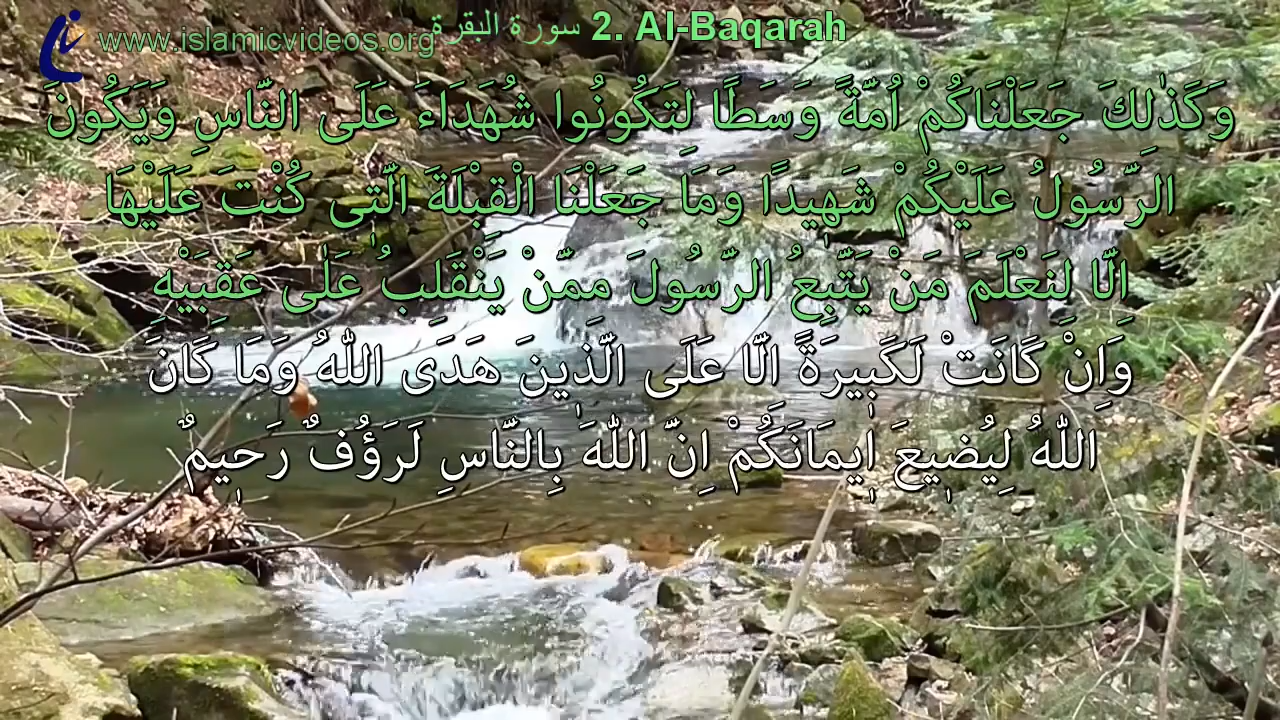 www.islamicvideos.org
سورة البقرة 2. Al-Baqarah
وَكَذٰلِكَ جَعَلْنَاكُمْ اُمَّةً وَسَطًا لِتَكُونُوا شُهَدَاءَ عَلَى النَّاسِ وَيَكُونَ
الرَّسُولُ عَلَيْكُمْ شَهِيدًا وَمَا جَعَلْنَا الْقِبْلَةَ الَّتٖى كُنْتَ عَلَيْهَا
اِلَّا لِنَعْلَمَ مَنْ يَتَّبِعُ الرَّسُولَ مِمَّنْ يَنْقَلِبُ عَلٰى عَقِبَيْهِ
وَاِنْ كَانَتْ لَكَبٖيرَةً اِلَّا عَلَى الَّذٖينَ هَدَى اللّٰهُ وَمَا كَانَ
اللّٰهُ لِيُضٖيعَ اٖيمَانَكُمْ اِنَّ اللّٰهَ بِالنَّاسِ لَرَؤُفٌ رَحٖيمٌ